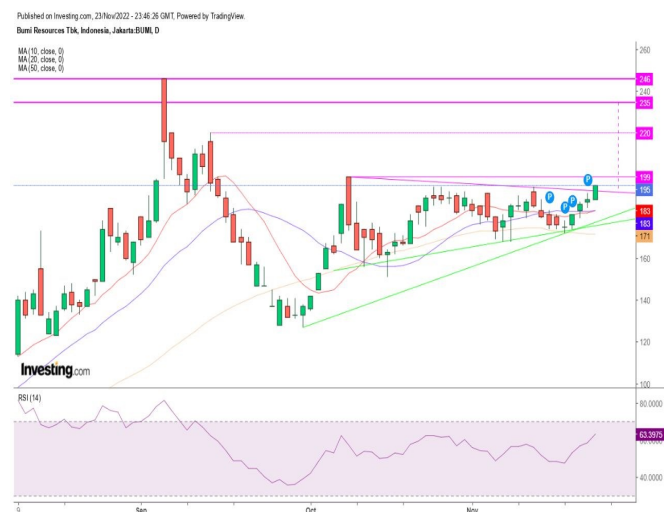 Published on Investing.com, 23/Nov/2022 - 23:46:26 GMT, Powered by TradingView.
Bumi Resources Tbk, Indonesia, Jakarta:BUMI, D
MA (10, close, 0)
MA (20, close, 0)
MA (50, close, 0)
260
246
240
235
220
199
195
183
183
171
160
140
120
100
P
P
P
P
Investing.com
RSI (14)
80.0000
63.3975
40.0000
9
Sep
Oct
Nov